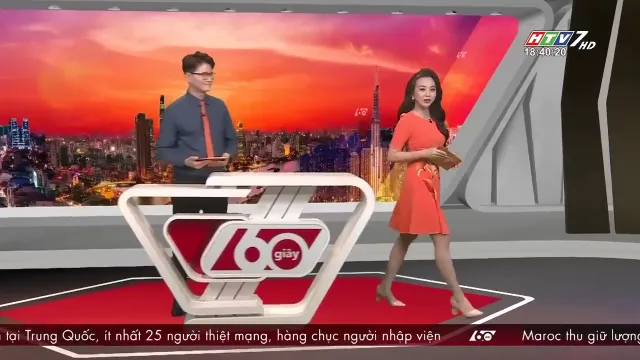 HTV7 HD
18:40:20
60 giây
n tại Trung Quốc, ít nhất 25 người thiệt mạng, hàng chục người nhập viện 60 Maroc thu giữ lượng